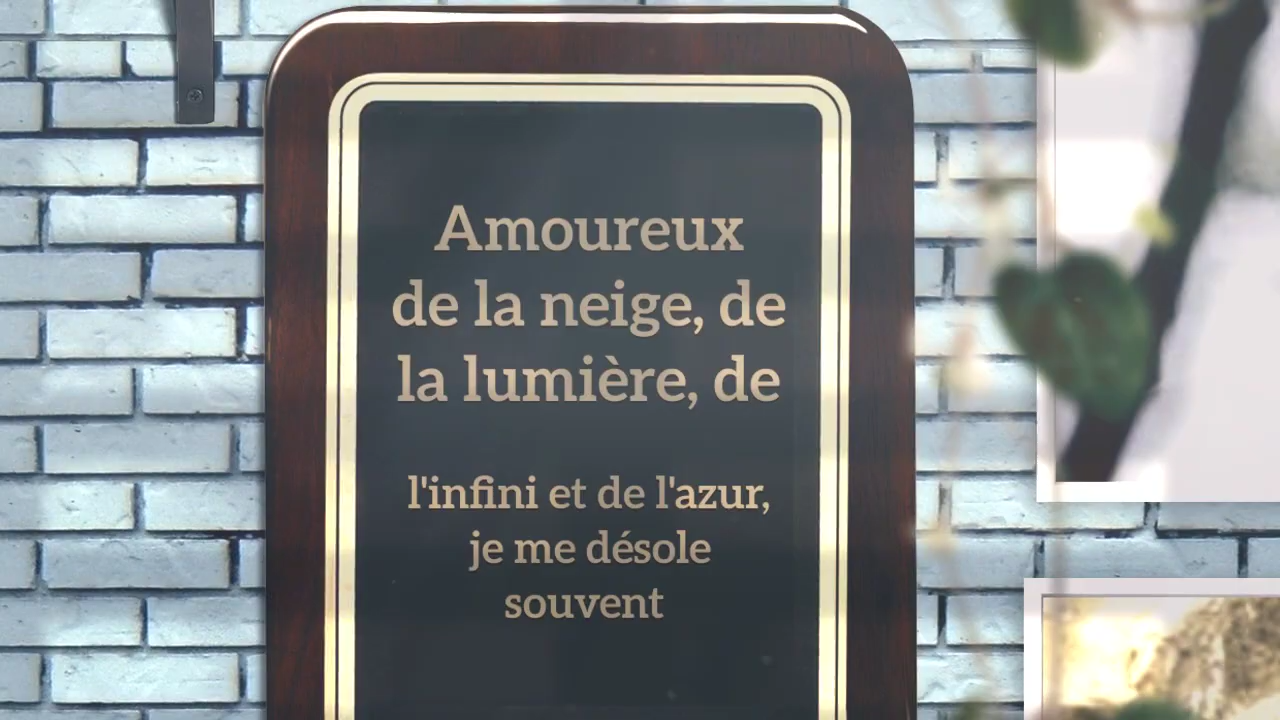 Amoureux
de la neige, de
la lumière, de
l'infini et de l'azur,
je me désole
souvent